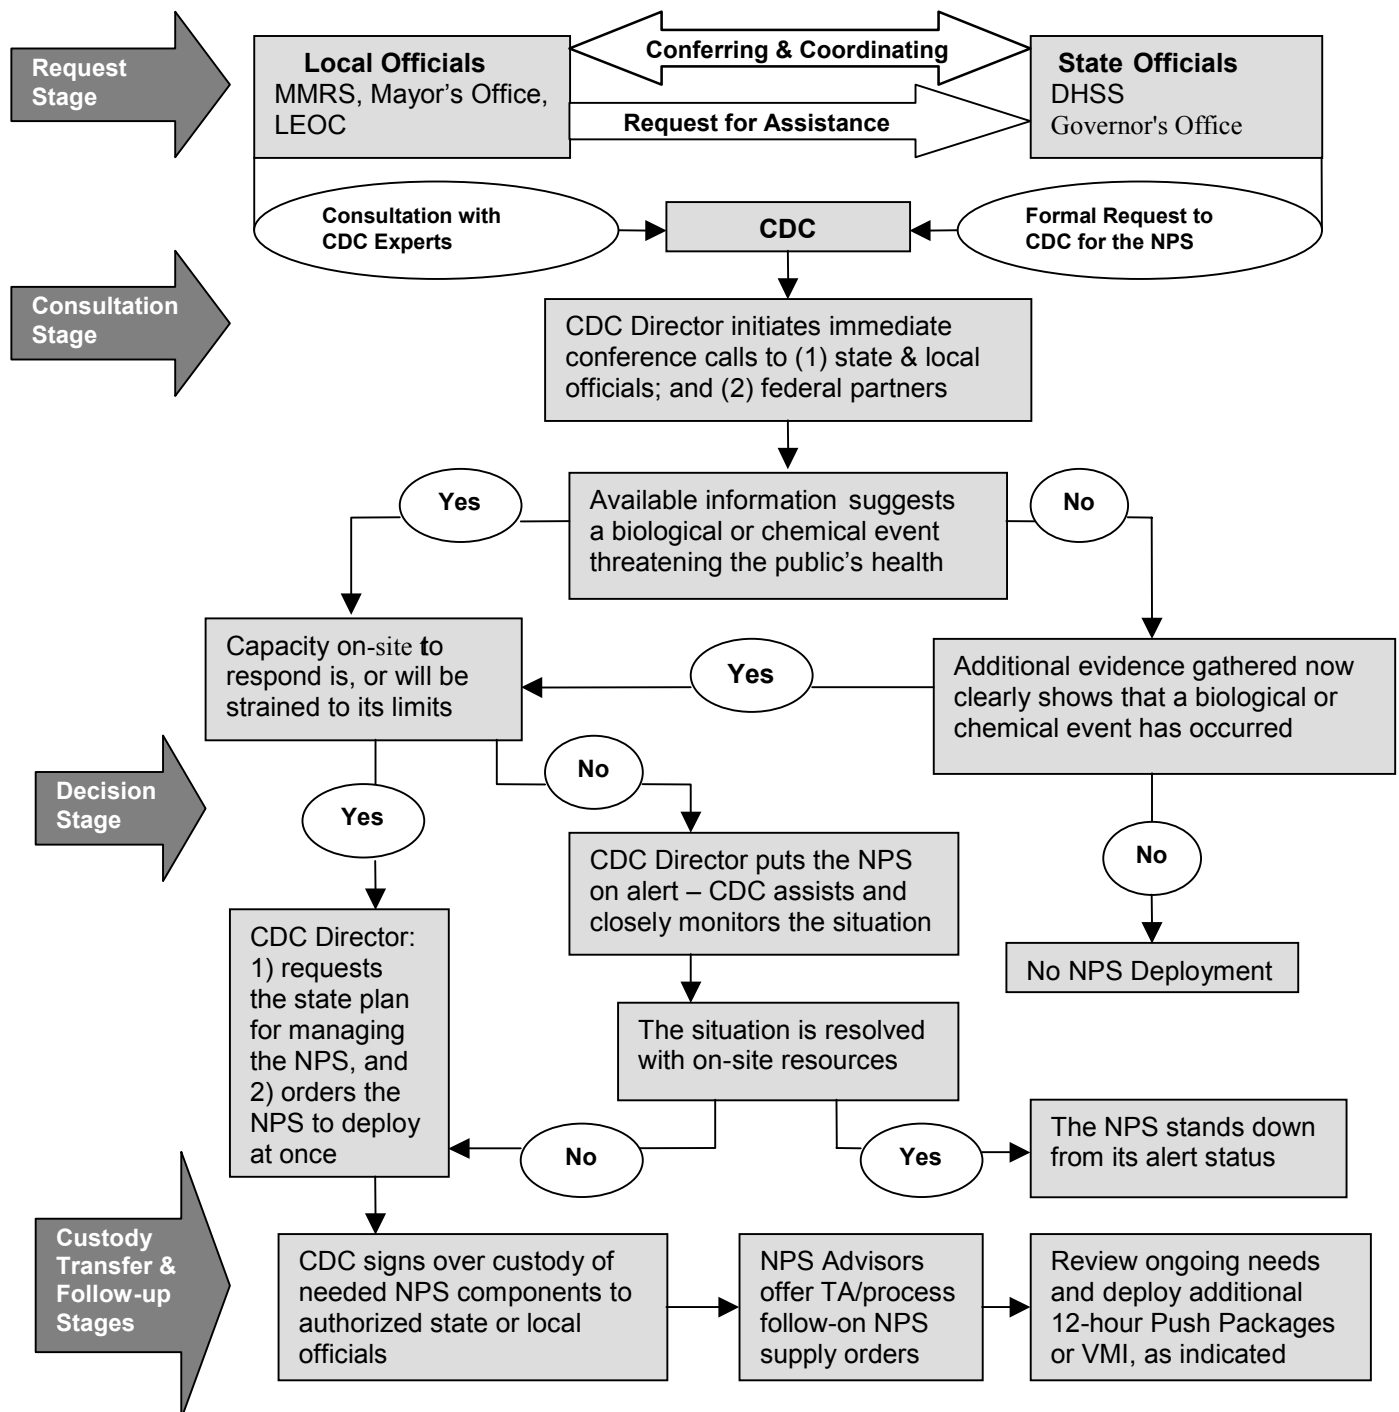 Request
Stage
Local Officials
MMRS, Mayor's Office,
LEOC
Conferring & Coordinating
Request for Assistance
State Officials
DHSS
Governor's Office
Consultation with
CDC Experts
CDC
Formal Request to
CDC for the NPS
Consultation
Stage
CDC Director initiates immediate
conference calls to (1) state & local
officials; and (2) federal partners
Yes
Available information suggests
a biological or chemical event
threatening the public's health
No
Capacity on-site to
respond is, or will be
strained to its limits
Yes
Additional evidence gathered now
clearly shows that a biological or
chemical event has occurred
Decision
Stage
Yes
No
No
CDC Director puts the NPS
on alert – CDC assists and
closely monitors the situation
No NPS Deployment
CDC Director:
1) requests
the state plan
for managing
the NPS, and
2) orders the
NPS to deploy
at once
The situation is resolved
with on-site resources
No
Yes
The NPS stands down
from its alert status
Custody
Transfer &
Follow-up
Stages
CDC signs over custody of
needed NPS components to
authorized state or local
officials
NPS Advisors
offer TA/process
follow-on NPS
supply orders
Review ongoing needs
and deploy additional
12-hour Push Packages
or VMI, as indicated